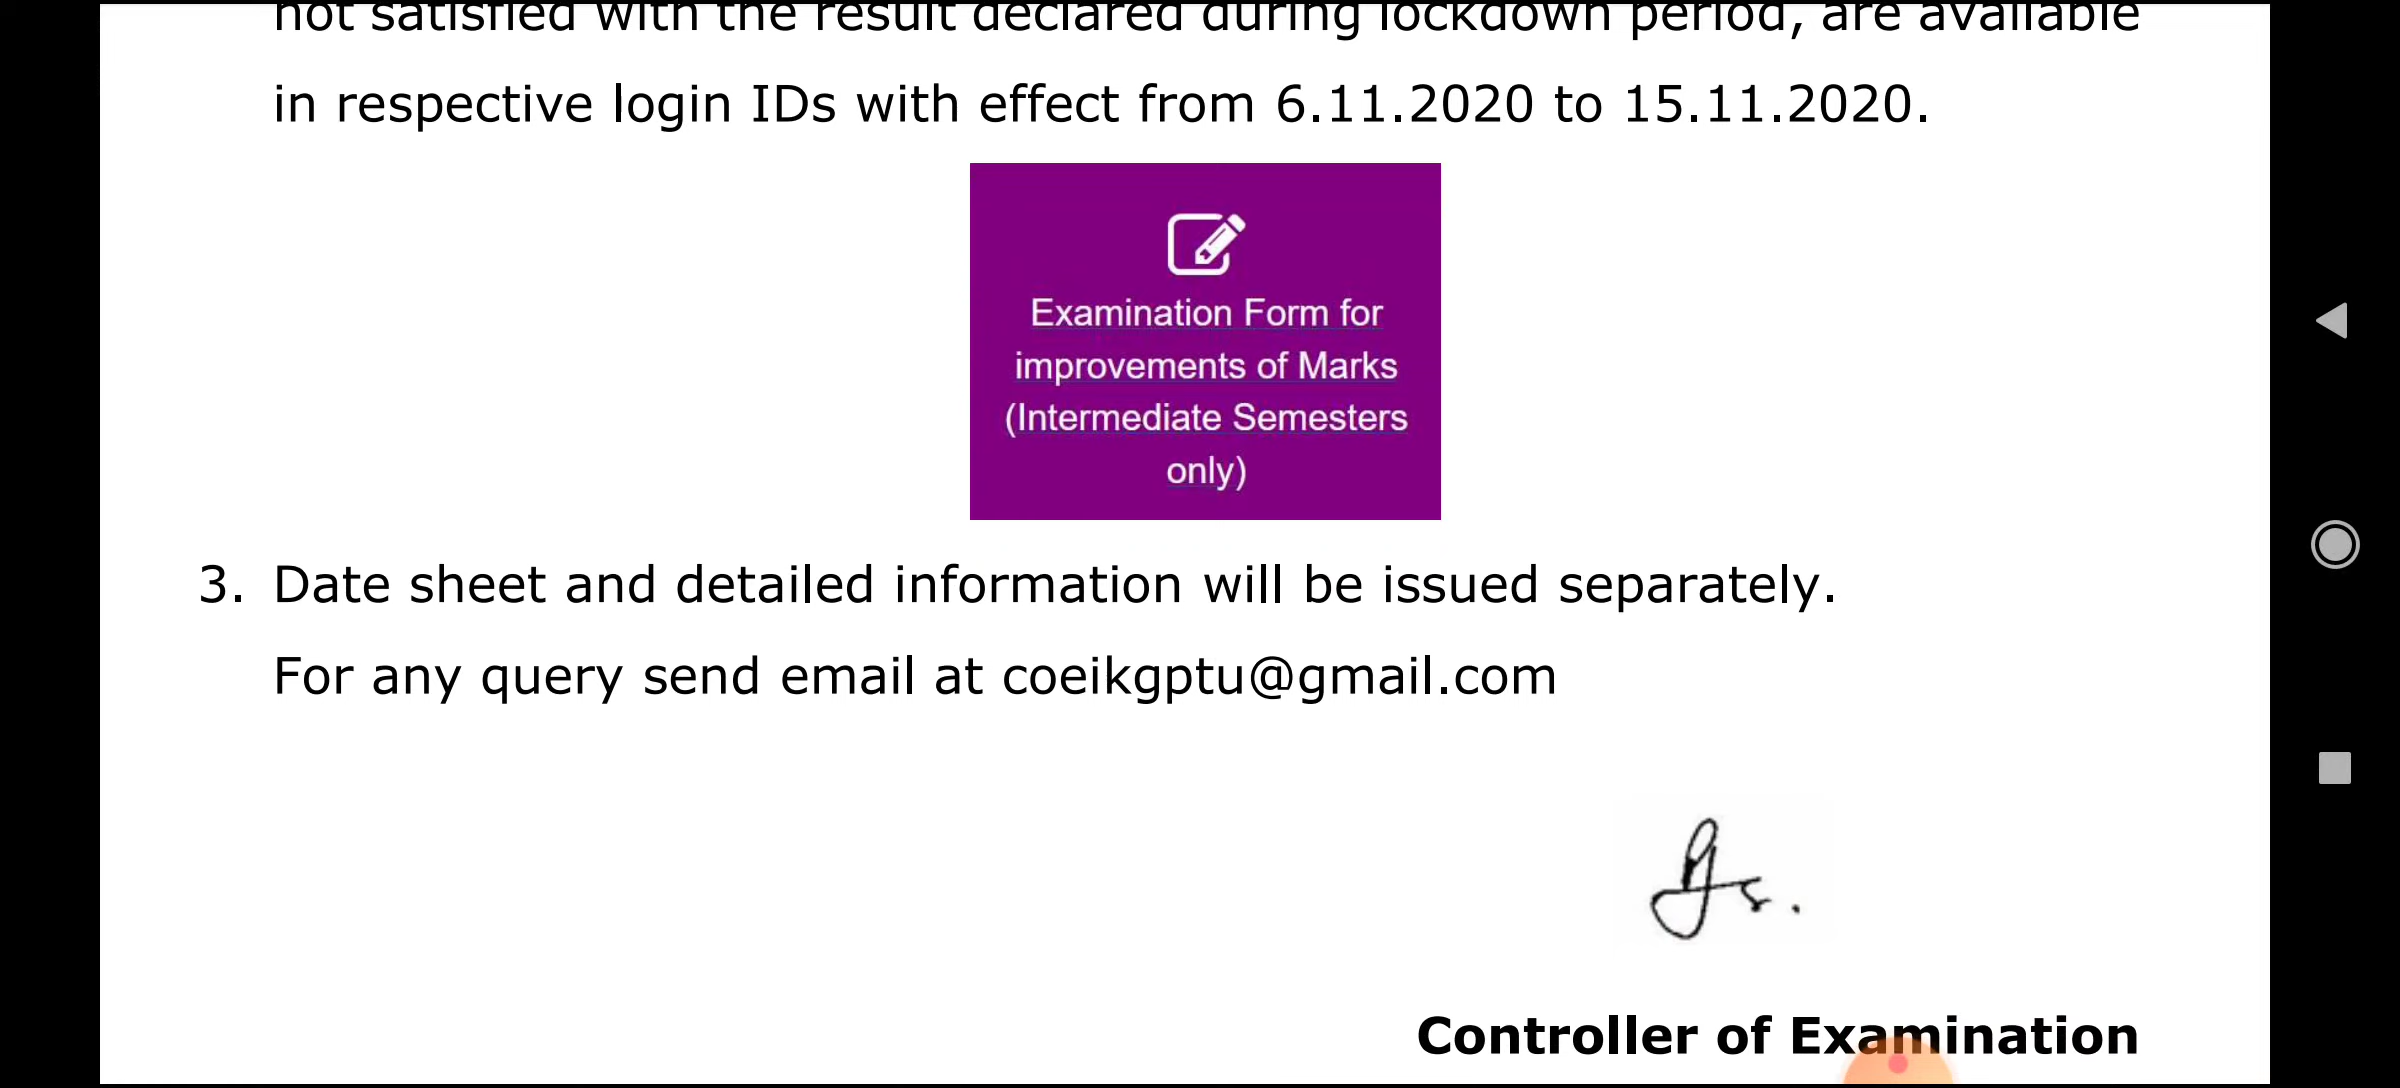 not satisfied with the result declared during lockdown period, are available
in respective login IDs with effect from 6.11.2020 to 15.11.2020.
Examination Form for
improvements of Marks
(Intermediate Semesters
only)
3. Date sheet and detailed information will be issued separately.
For any query send email at coeikgptu@gmail.com
Controller of Examination